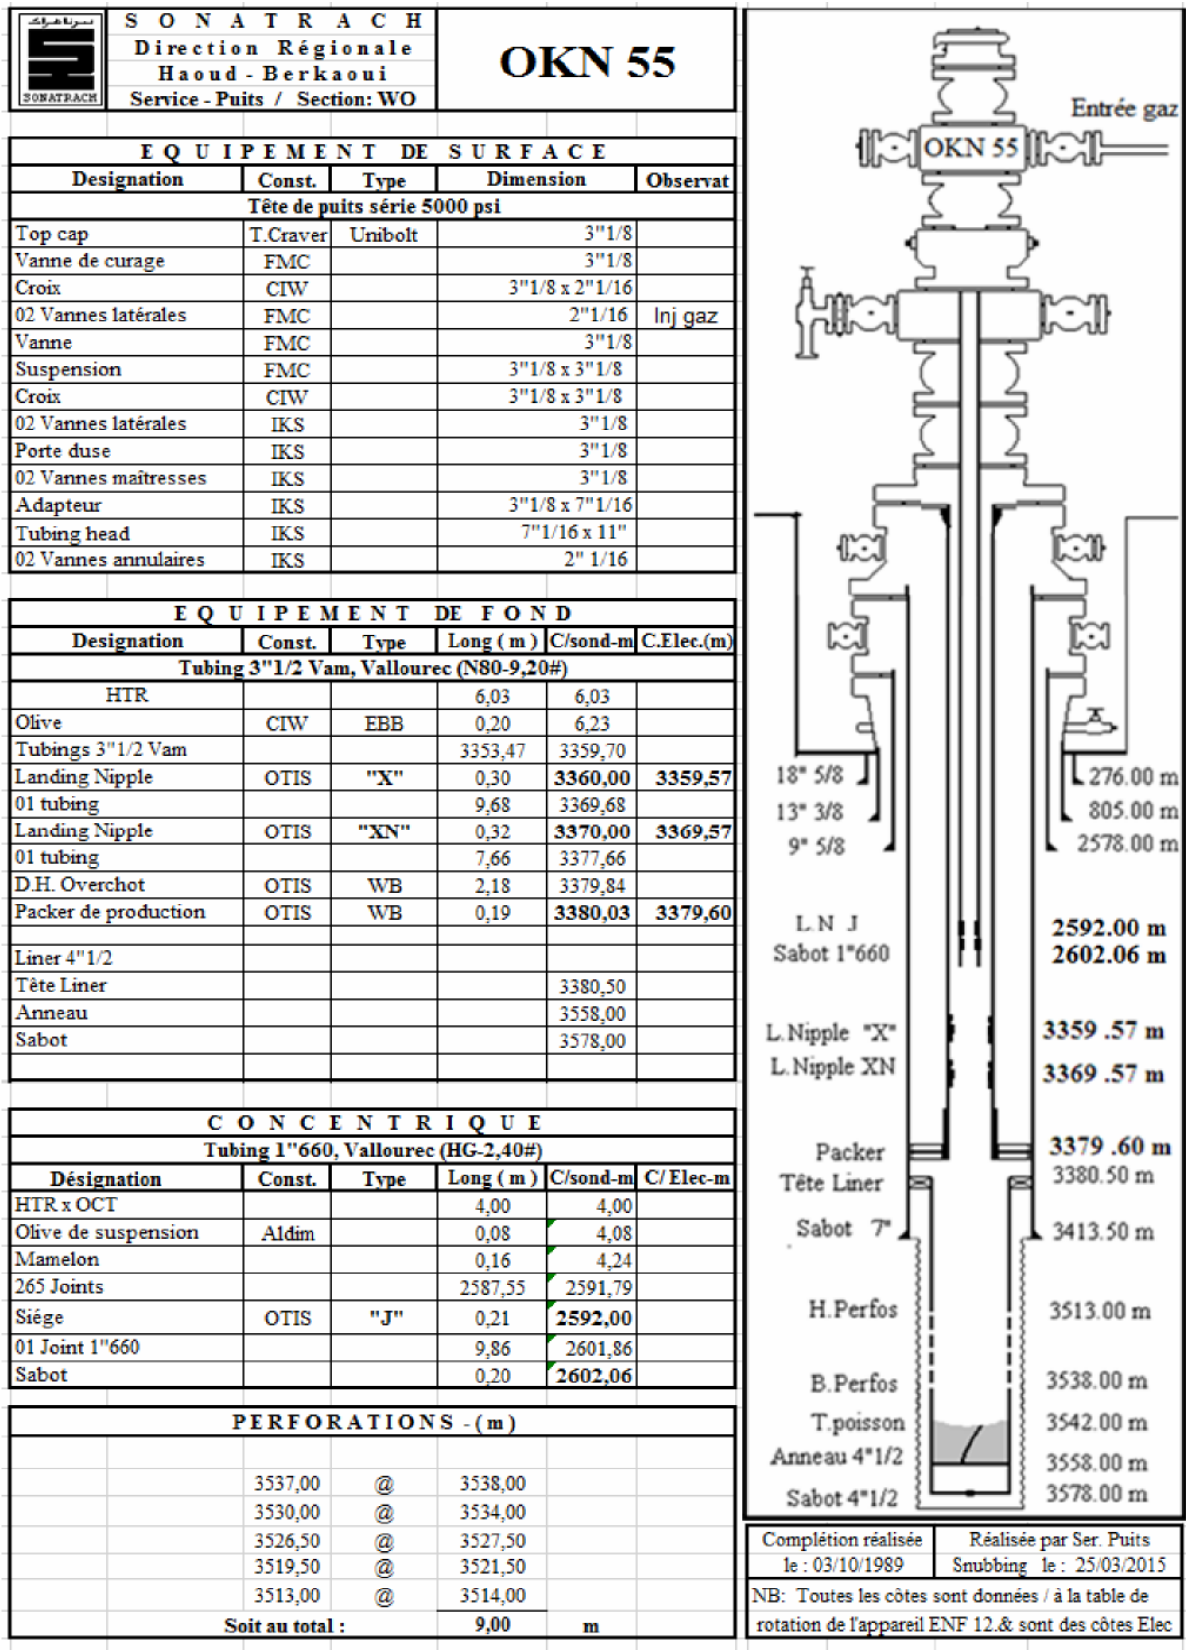 سوناطراك
SONATRACH
S O N A T R A C H
Direction Régionale
Haoud - Berkaoui
Service - Puits / Section: WO
OKN 55
E Q U I P E M E N T DE S U R F A C E
Designation Const. Type Dimension Observat
Tête de puits série 5000 psi
Top cap T.Craver Unibolt 3"1/8
Vanne de curage FMC 3"1/8
Croix CIW 3"1/8 x 2"1/16
02 Vannes latérales FMC 2"1/16 Inj gaz
Vanne FMC 3"1/8
Suspension FMC 3"1/8 x 3"1/8
Croix CIW 3"1/8 x 3"1/8
02 Vannes latérales IKS 3"1/8
Porte duse IKS 3"1/8
02 Vannes maîtresses IKS 3"1/8
Adapteur IKS 3"1/8 x 7"1/16
Tubing head IKS 7"1/16 x 11"
02 Vannes annulaires IKS 2" 1/16
E Q U I P E M E N T DE F O N D
Designation Const. Type Long ( m ) C/sond-m C.Elec.(m)
Tubing 3"1/2 Vam, Vallourec (N80-9,20#)
HTR 6,03 6,03
Olive CIW EBB 0,20 6,23
Tubings 3"1/2 Vam 3353,47 3359,70
Landing Nipple OTIS "X" 0,30 3360,00 3359,57
01 tubing 9,68 3369,68
Landing Nipple OTIS "XN" 0,32 3370,00 3369,57
01 tubing 7,66 3377,66
D.H. Overchot OTIS WB 2,18 3379,84
Packer de production OTIS WB 0,19 3380,03 3379,60
Liner 4"1/2
Tête Liner 3380,50
Anneau 3558,00
Sabot 3578,00
C O N C E N T R I Q U E
Tubing 1"660, Vallourec (HG-2,40#)
Désignation Const. Type Long ( m ) C/sond-m C/ Elec-m
HTR x OCT 4,00 4,00
Olive de suspension Aldim 0,08 4,08
Mamelon 0,16 4,24
265 Joints 2587,55 2591,79
Siége OTIS "J" 0,21 2592,00
01 Joint 1"660 9,86 2601,86
Sabot 0,20 2602,06
PERFORATIONS - ( m )
3537,00 @ 3538,00
3530,00 @ 3534,00
3526,50 @ 3527,50
3519,50 @ 3521,50
3513,00 @ 3514,00
Soit au total : 9,00 m
Entrée gaz
OKN 55
18" 5/8 276.00 m
13" 3/8 805.00 m
9" 5/8 2578.00 m
L.N J 2592.00 m
Sabot 1"660 2602.06 m
L.Nipple "X" 3359 .57 m
L.Nipple XN 3369 .57 m
Packer 3379 .60 m
Tête Liner 3380.50 m
Sabot 7" 3413.50 m
H.Perfos 3513.00 m
B.Perfos 3538.00 m
T.poisson 3542.00 m
Anneau 4"1/2 3558.00 m
Sabot 4"1/2 3578.00 m
Complétion réalisée Réalisée par Ser. Puits
le : 03/10/1989 Snubbing le : 25/03/2015
NB: Toutes les côtes sont données / à la table de
rotation de l'appareil ENF 12.& sont des côtes Elec